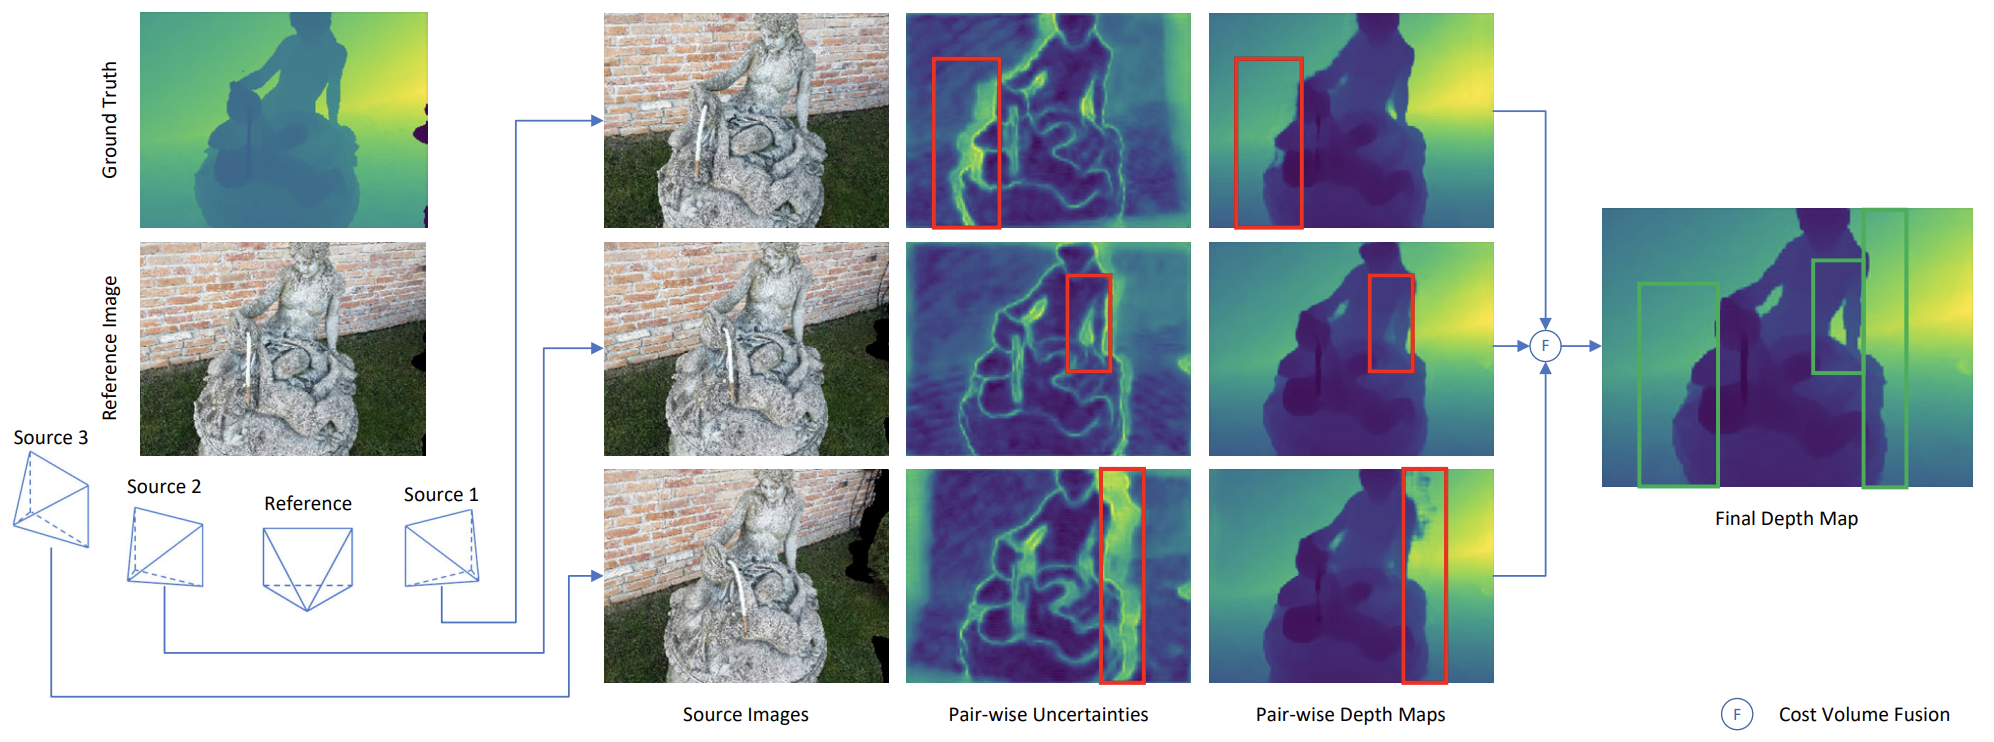 Ground Truth
Reference Image
Source 3
Source 2
Reference
Source 1
F
Final Depth Map
Source Images
Pair-wise Uncertainties
Pair-wise Depth Maps
F
Cost Volume Fusion